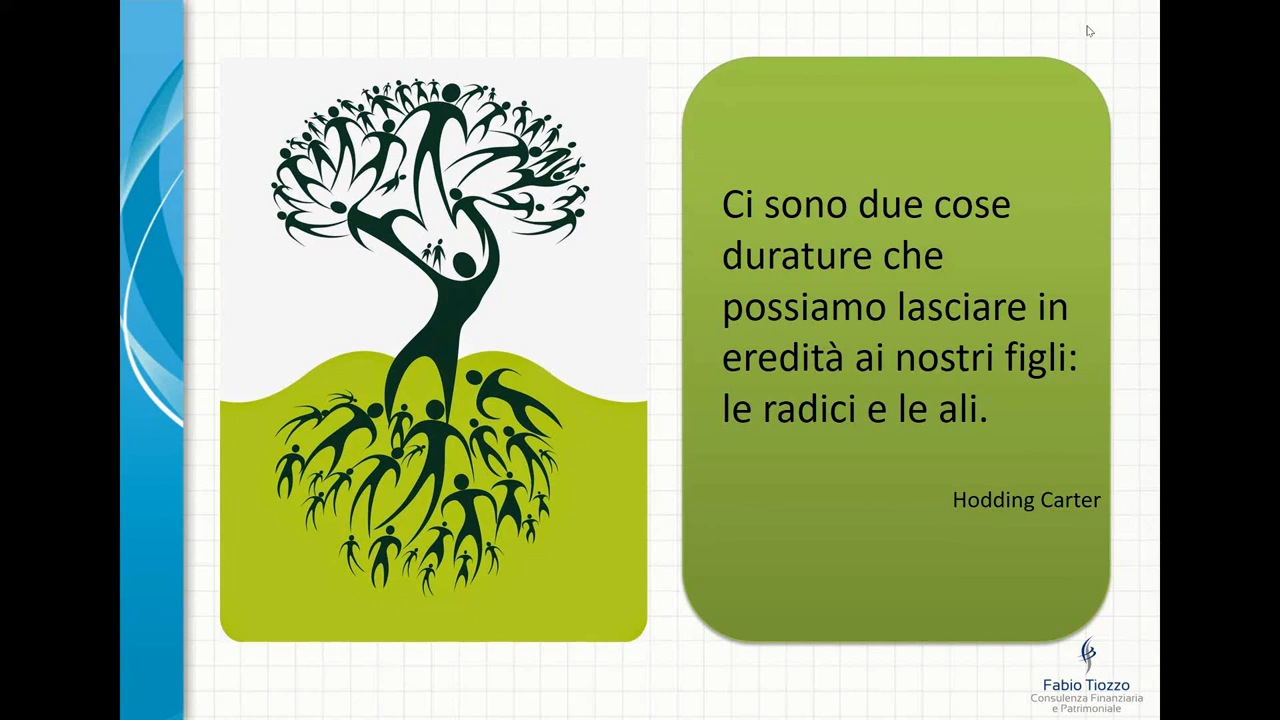 Ci sono due cose
durature che
possiamo lasciare in
eredità ai nostri figli:
le radici e le ali.
Hodding Carter
Fabio Tiozzo
Consulenza Finanziaria
e Patrimoniale